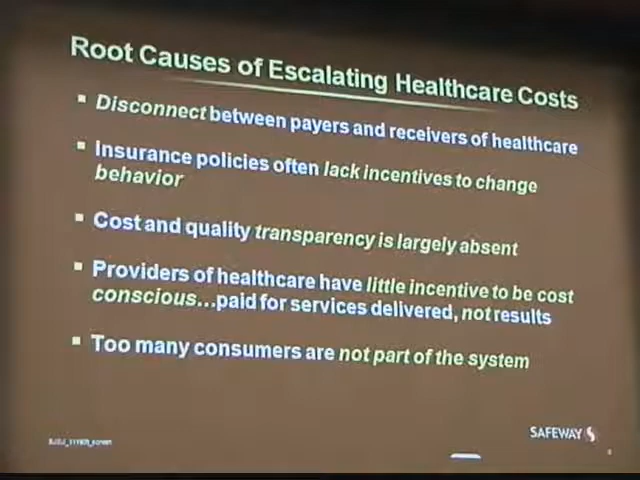 Root Causes of Escalating Healthcare Costs
Disconnect between payers and receivers of healthcare
Insurance policies often lack incentives to change
behavior
Cost and quality transparency is largely absent
Providers of healthcare have little incentive to be cost
conscious...paid for services delivered, not results
Too many consumers are not part of the system
SAFEWAY